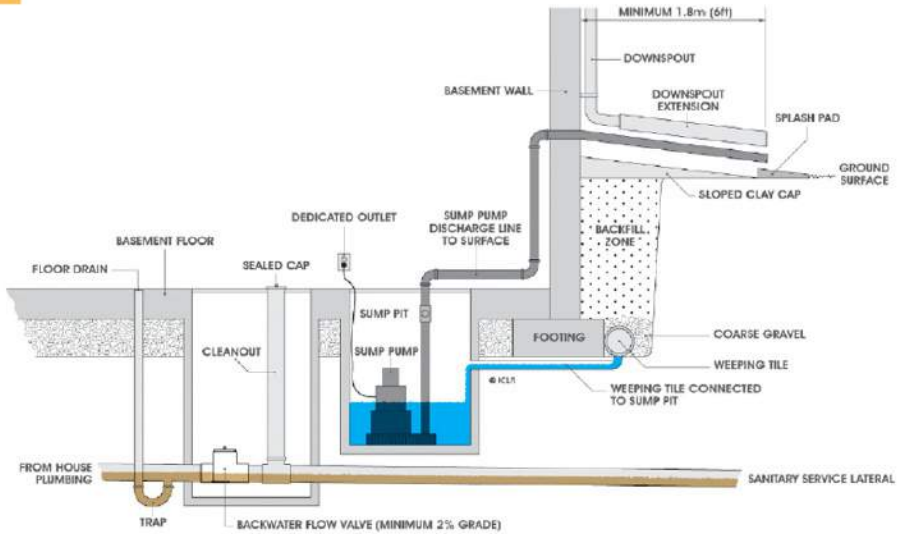 MINIMUM 1.8m (6ft)
DOWNSPOUT
BASEMENT WALL
DOWNSPOUT
EXTENSION
SPLASH PAD
GROUND
SURFACE
SLOPED CLAY CAP
DEDICATED OUTLET
SUMP PUMP
DISCHARGE LINE
TO SURFACE
BACKFILL
ZONE
BASEMENT FLOOR
FLOOR DRAIN
SEALED CAP
SUMP PIT
FOOTING
COARSE GRAVEL
CLEANOUT
SUMP PUMP
WEEPING TILE
© ICLR
WEEPING TILE CONNECTED
TO SUMP PIT
FROM HOUSE
PLUMBING
SANITARY SERVICE LATERAL
TRAP
BACKWATER FLOW VALVE (MINIMUM 2% GRADE)